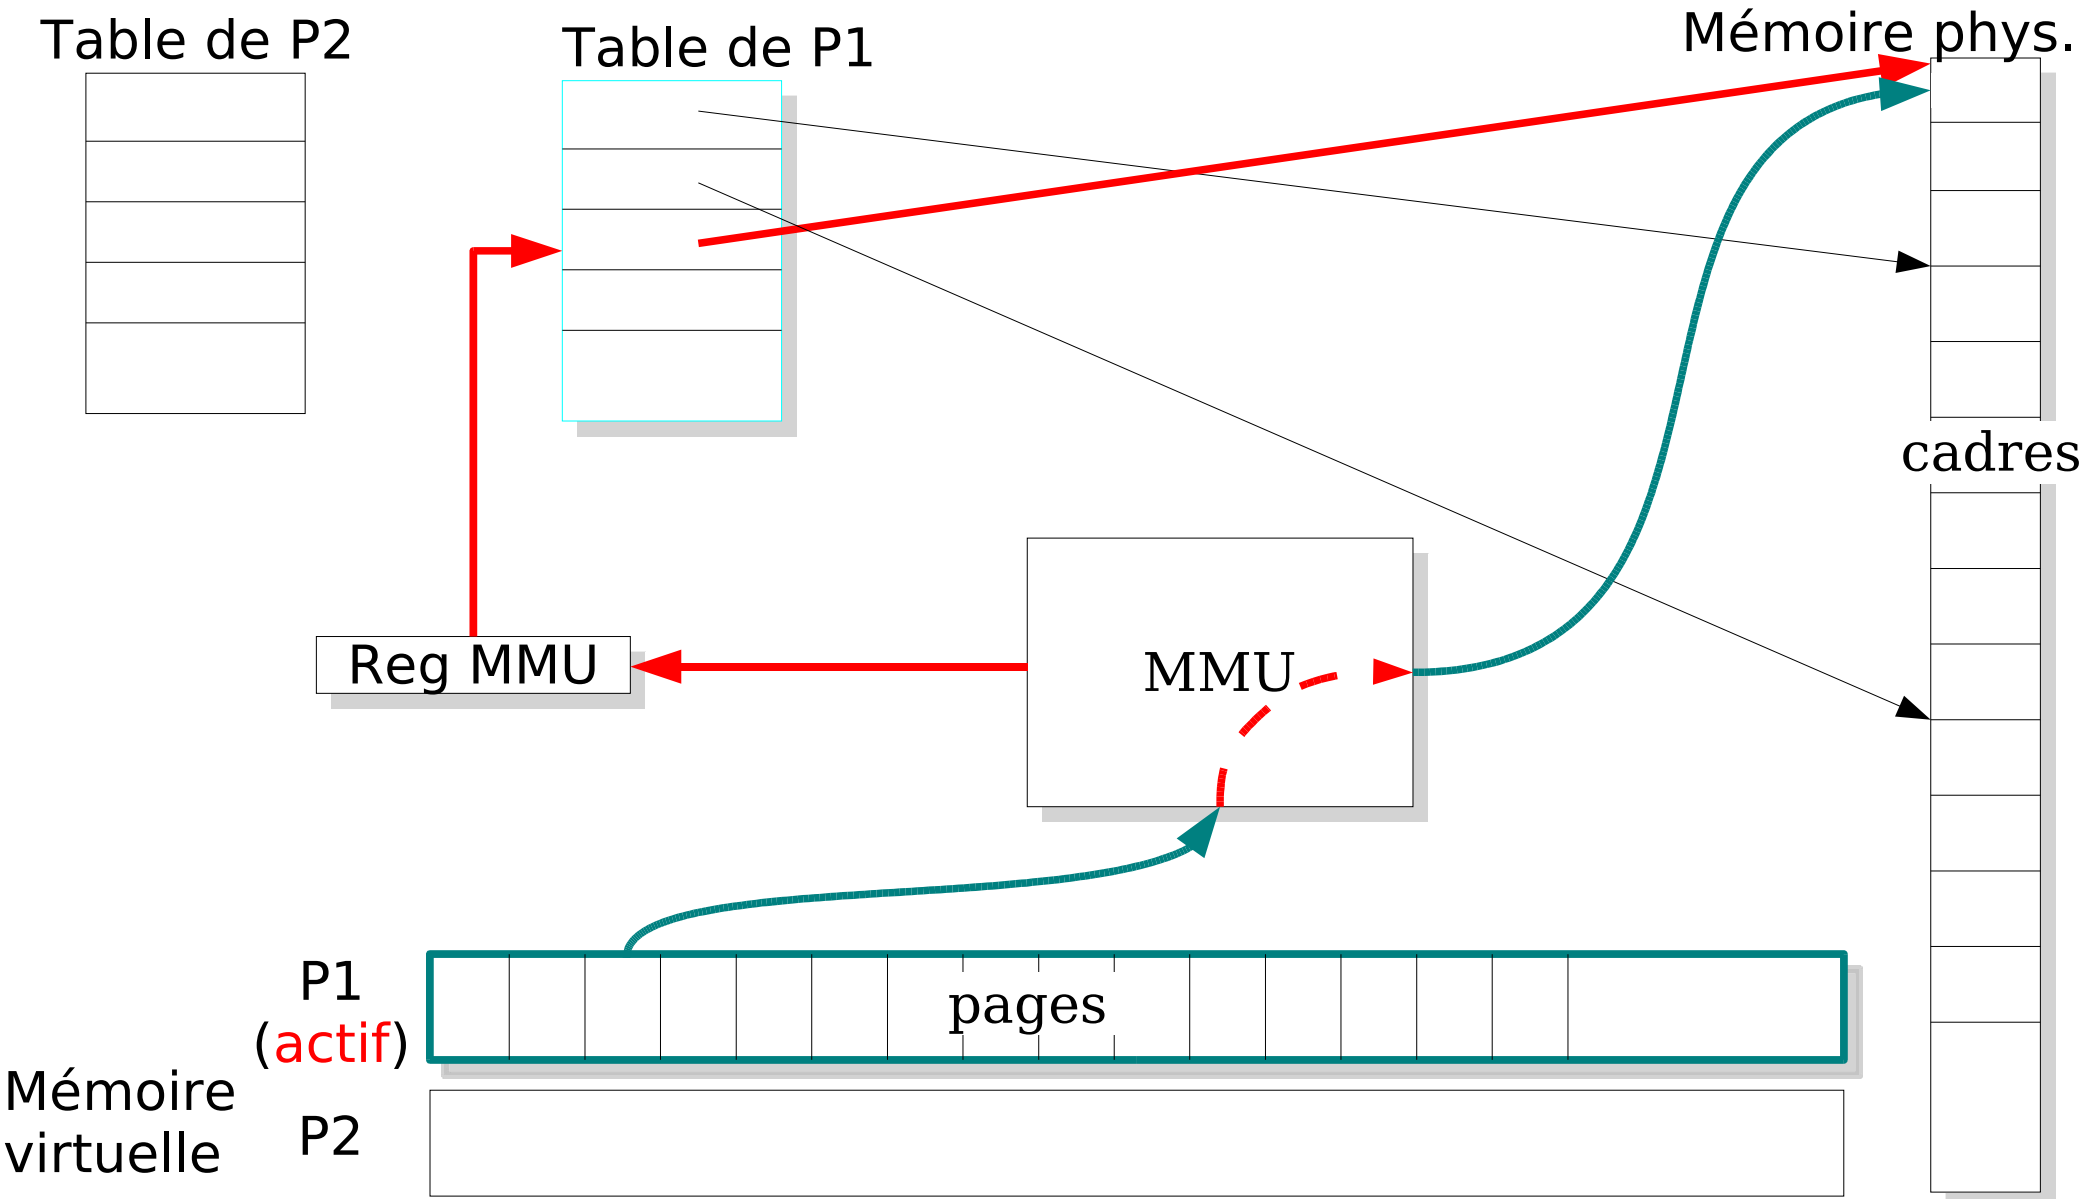 Table de P2
Table de P1
Mémoire phys.
cadres
Reg MMU
MMU
P1
(actif)
pages
Mémoire
virtuelle
P2